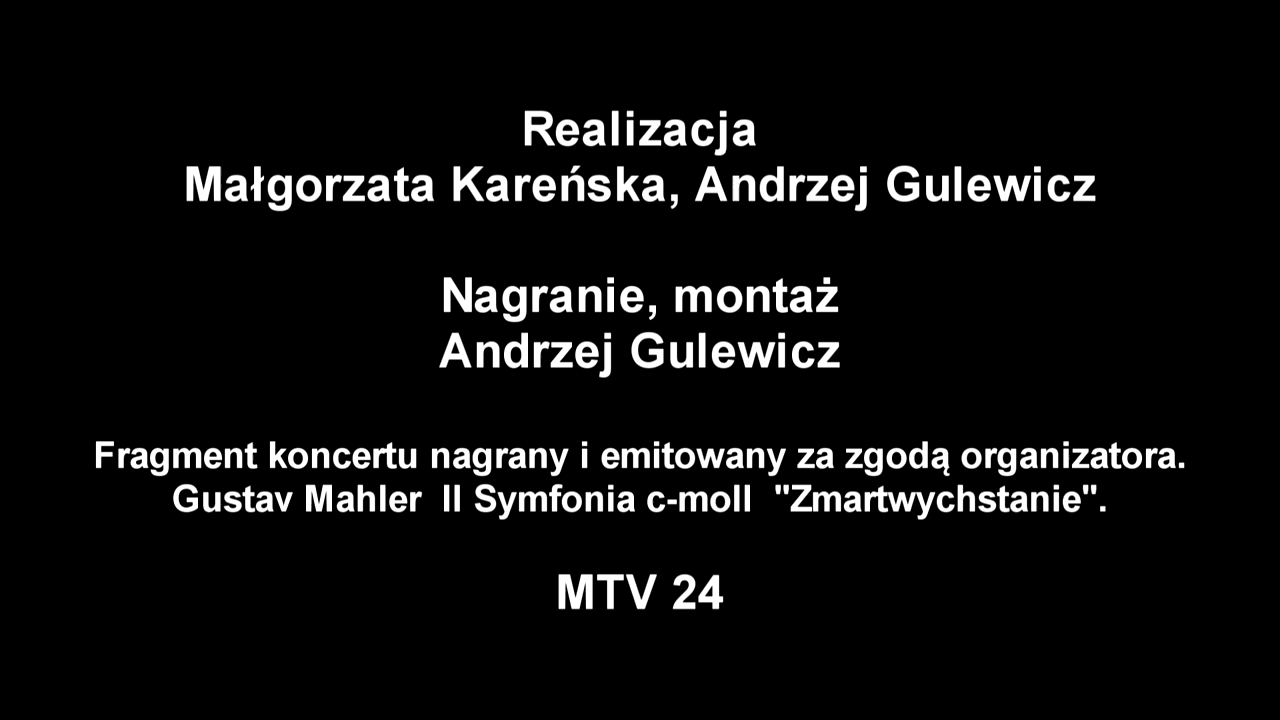 Realizacja
Małgorzata Kareńska, Andrzej Gulewicz
Nagranie, montaż
Andrzej Gulewicz
Fragment koncertu nagrany i emitowany za zgodą organizatora.
Gustav Mahler  II Symfonia c-moll  "Zmartwychstanie".
MTV 24